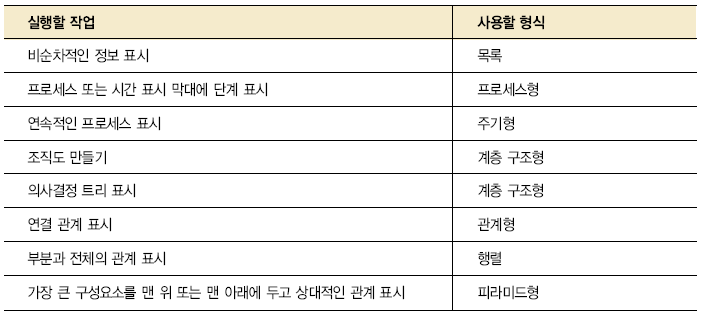 실행할 작업 사용할 형식
비순차적인 정보 표시 목록
프로세스 또는 시간 표시 막대에 단계 표시 프로세스형
연속적인 프로세스 표시 주기형
조직도 만들기 계층 구조형
의사결정 트리 표시 계층 구조형
연결 관계 표시 관계형
부분과 전체의 관계 표시 행렬
가장 큰 구성요소를 맨 위 또는 맨 아래에 두고 상대적인 관계 표시 피라미드형